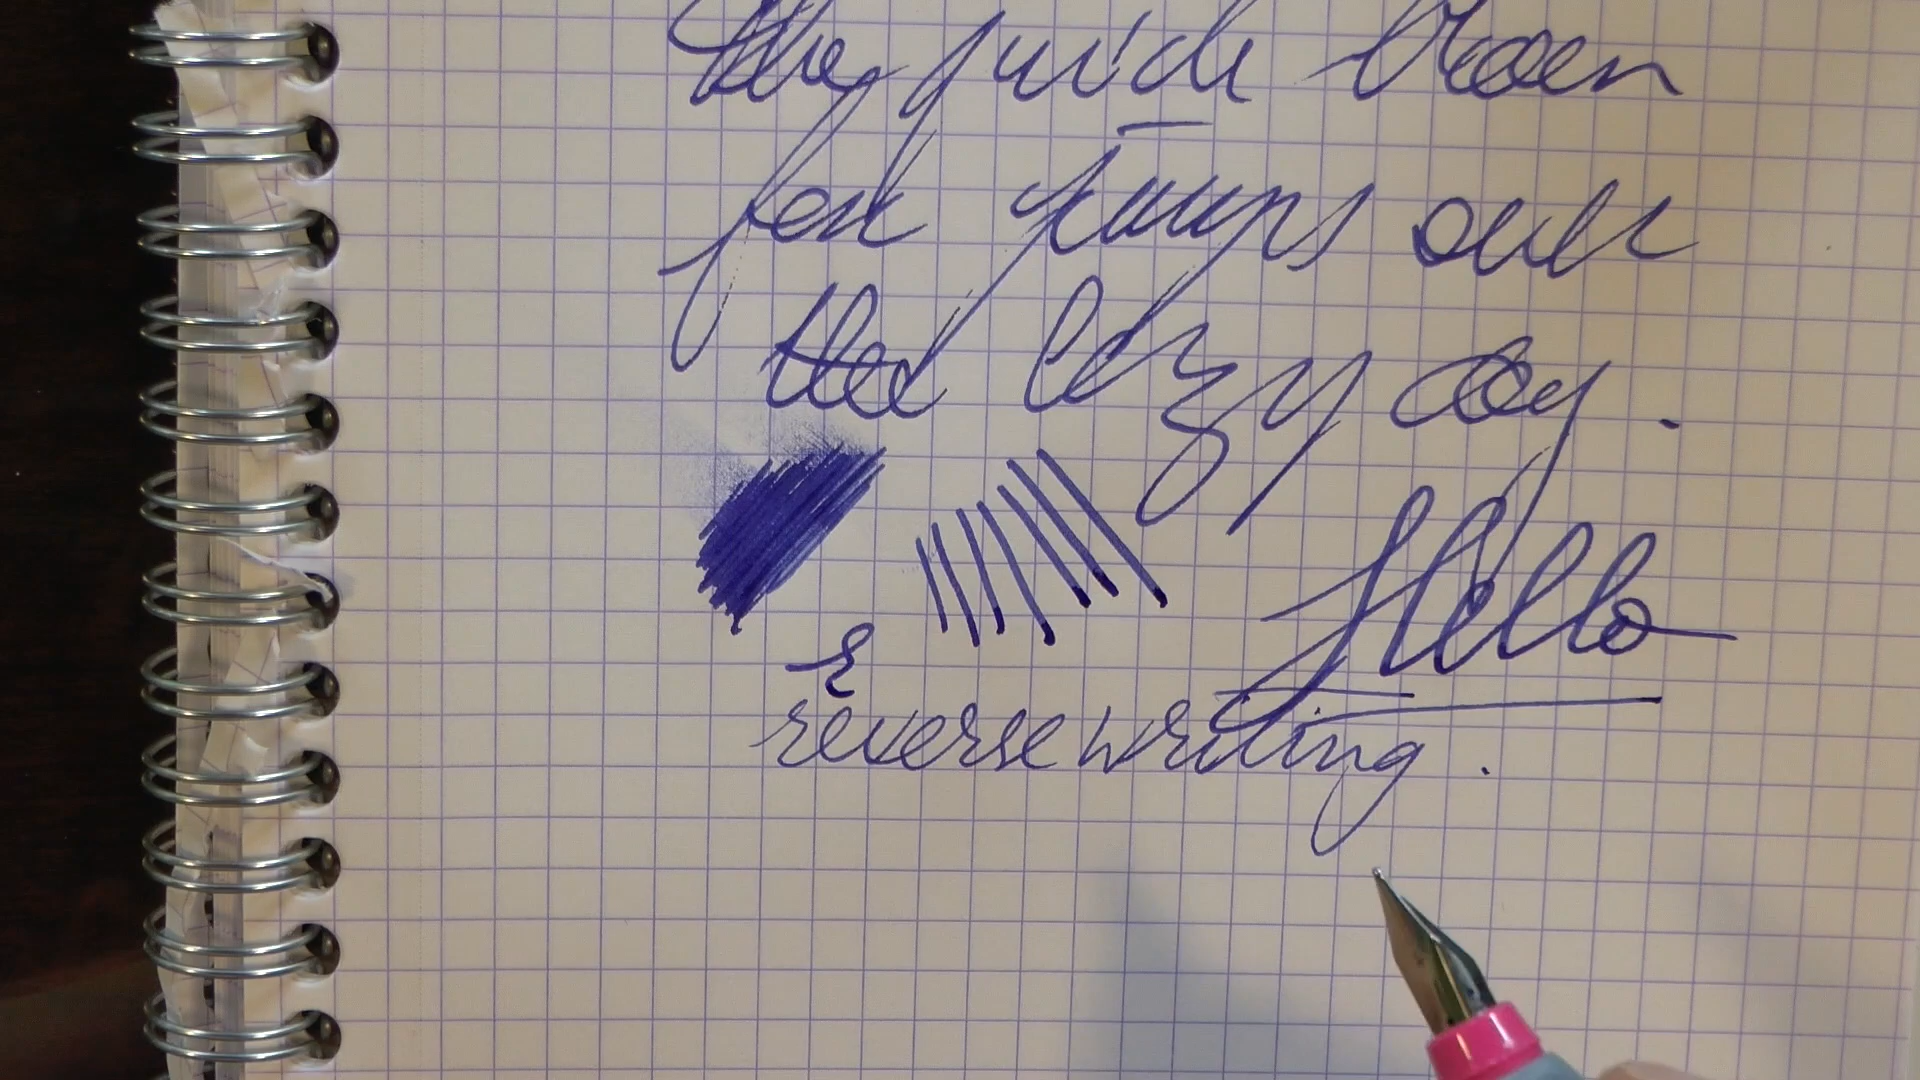 the quick brown
fox jumps over
the lazy dog.
Hello
reverse writing.